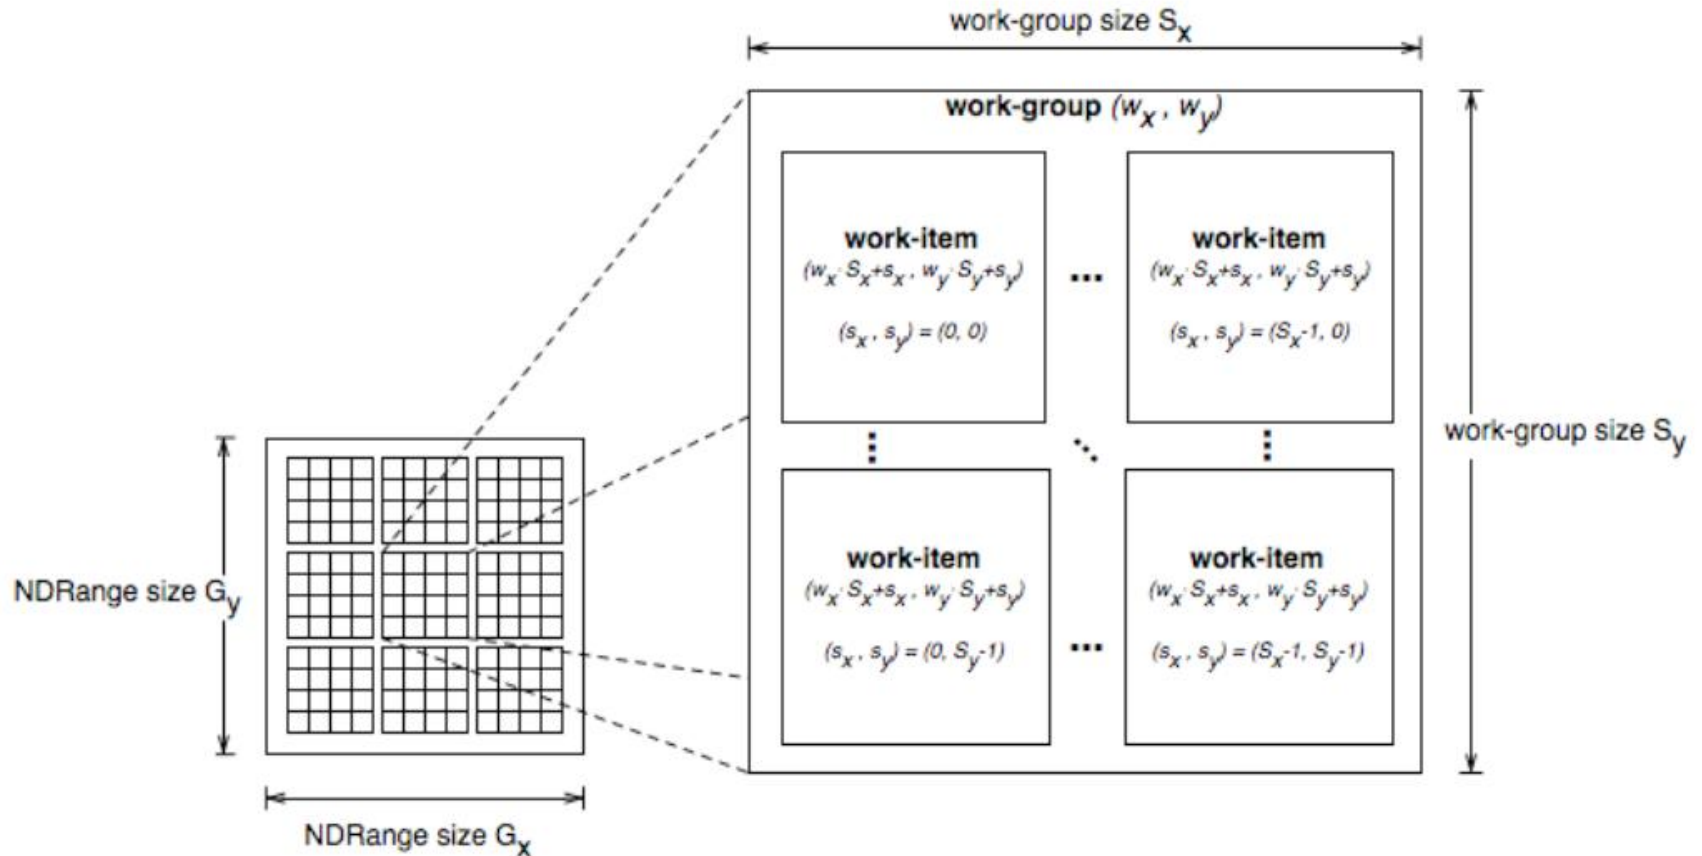 work-group size Sx
work-group (wx , wy)
work-item
(wx· Sx+sx , wy· Sy+sy)
(sx , sy) = (0, 0)
...
work-item
(wx· Sx+sx , wy· Sy+sy)
(sx , sy) = (Sx-1, 0)
work-group size Sy
work-item
(wx· Sx+sx , wy· Sy+sy)
(sx , sy) = (0, Sy-1)
...
work-item
(wx· Sx+sx , wy· Sy+sy)
(sx , sy) = (Sx-1, Sy-1)
NDRange size Gy
NDRange size Gx